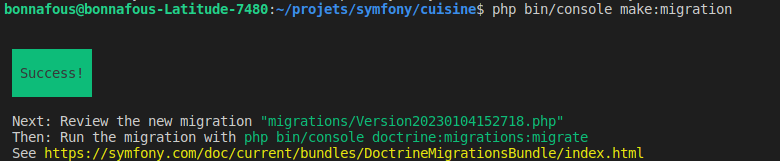 bonnafous@bonnafous-Latitude-7480:~/projets/symfony/cuisine$ php bin/console make:migration
Success!
Next: Review the new migration "migrations/Version20230104152718.php"
Then: Run the migration with php bin/console doctrine:migrations:migrate
See https://symfony.com/doc/current/bundles/DoctrineMigrationsBundle/index.html